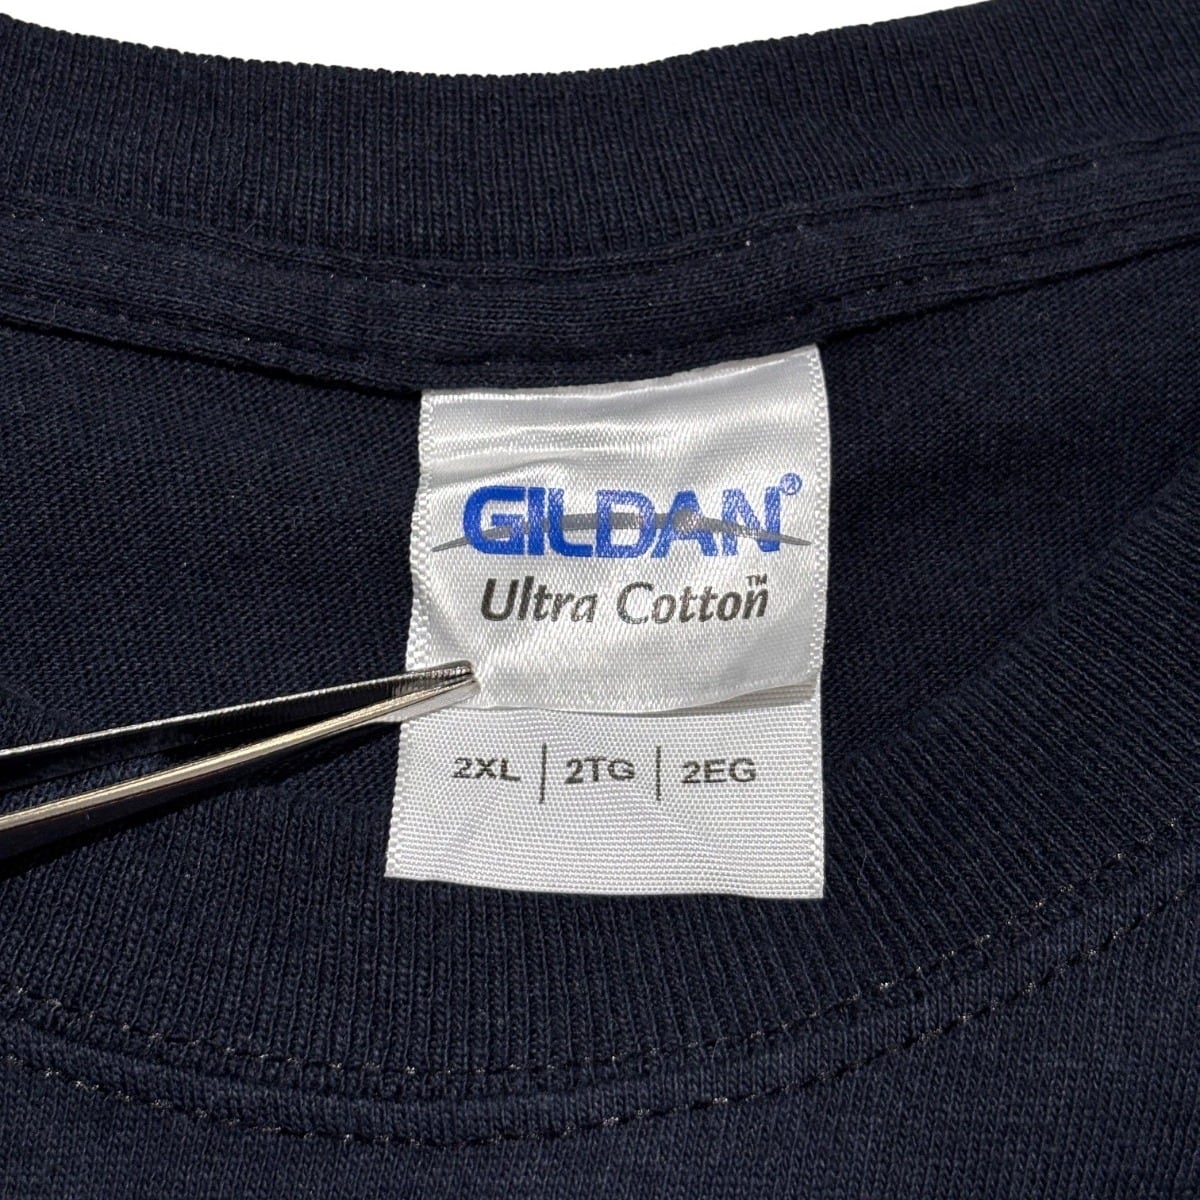 GILDAN®
Ultra Cotton™
2XL | 2TG | 2EG